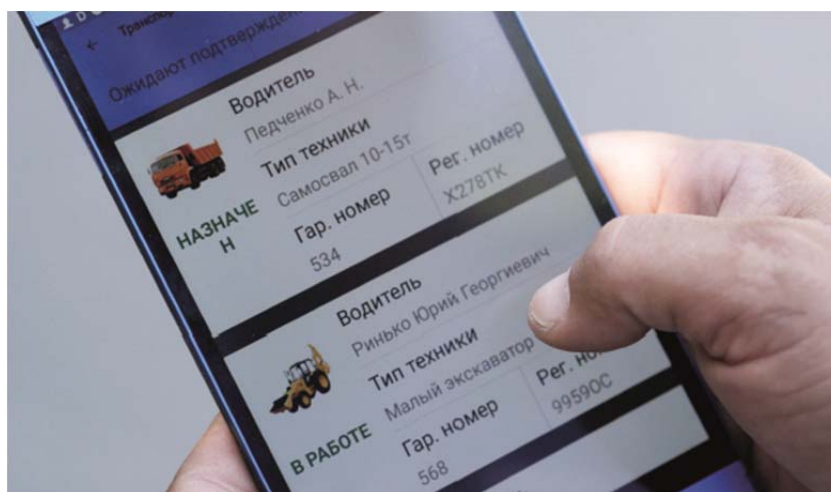 Ожидают
Водитель
Педченко А. Н.
Тип техники
Самосвал 10-15т
НАЗНАЧЕ
Н
Гар. номер
Рег. номер
534
Х278ТК
Водитель
Ринько Юрий Георгиевич
Тип техники
Малый экскаватор
В РАБОТЕ
Гар. номер
Рег.
568
9959ОС